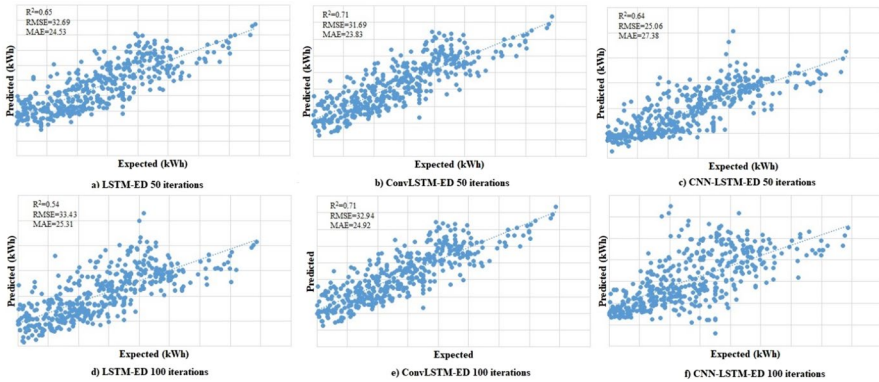 R²=0.65
RMSE=32.69
MAE=24.53
Predicted (kWh)
Expected (kWh)
a) LSTM-ED 50 iterations
R²=0.71
RMSE=31.69
MAE=23.83
Predicted (kWh)
Expected (kWh)
b) ConvLSTM-ED 50 iterations
R²=0.64
RMSE=25.06
MAE=27.38
Predicted (kWh)
Expected (kWh)
c) CNN-LSTM-ED 50 iterations
R²=0.54
RMSE=33.43
MAE=25.31
Predicted (kWh)
Expected (kWh)
d) LSTM-ED 100 iterations
R²=0.71
RMSE=32.94
MAE=24.92
Predicted
Expected
e) ConvLSTM-ED 100 iterations
Predicted (kWh)
Expected (kWh)
f) CNN-LSTM-ED 100 iterations